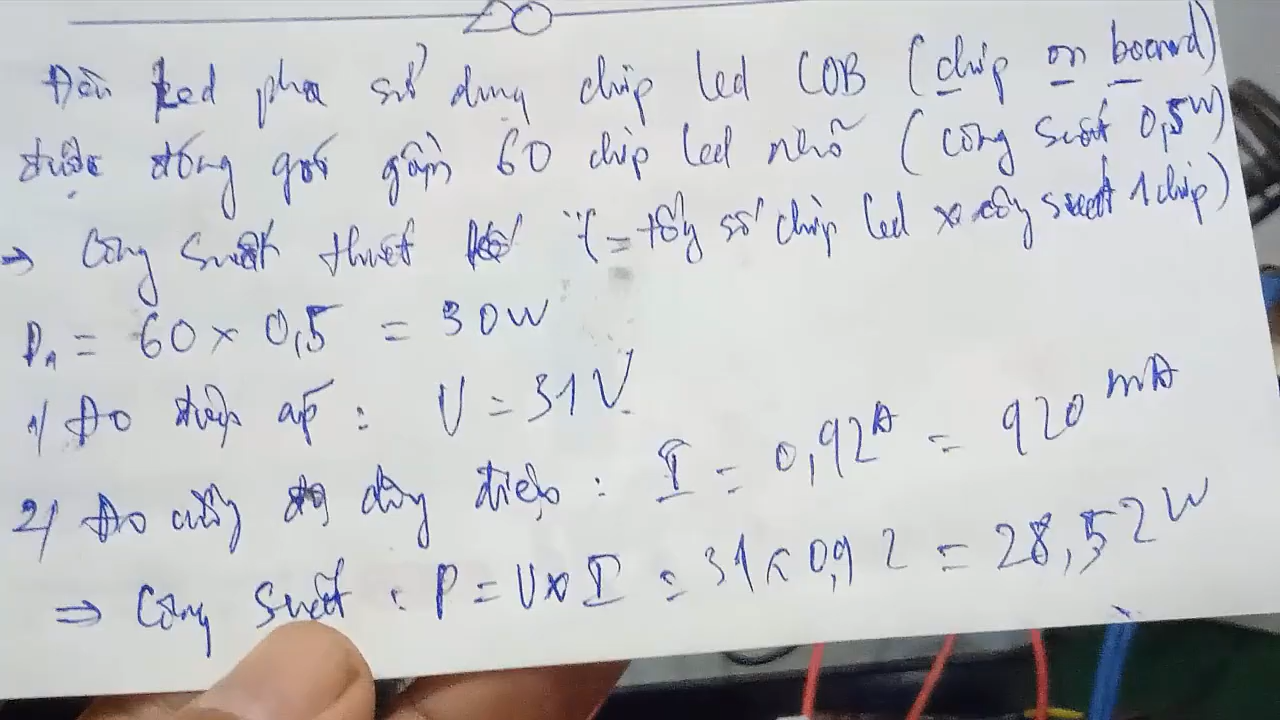 Đèn Led pha sử dụng chip led COB (chip on board)
được đóng gói gồm 60 chip led nhỏ (công suất 0,5W)
⇒ Công suất thiết kế (= tổng số chip led x công suất 1 chip)
P₁ = 60 x 0,5 = 30W
1/ Đo điện áp : U = 31V
2/ Đo cường độ dòng điện : I = 0,92A = 920 mA
⇒ Công suất : P = U x I = 31 x 0,92 = 28,52W